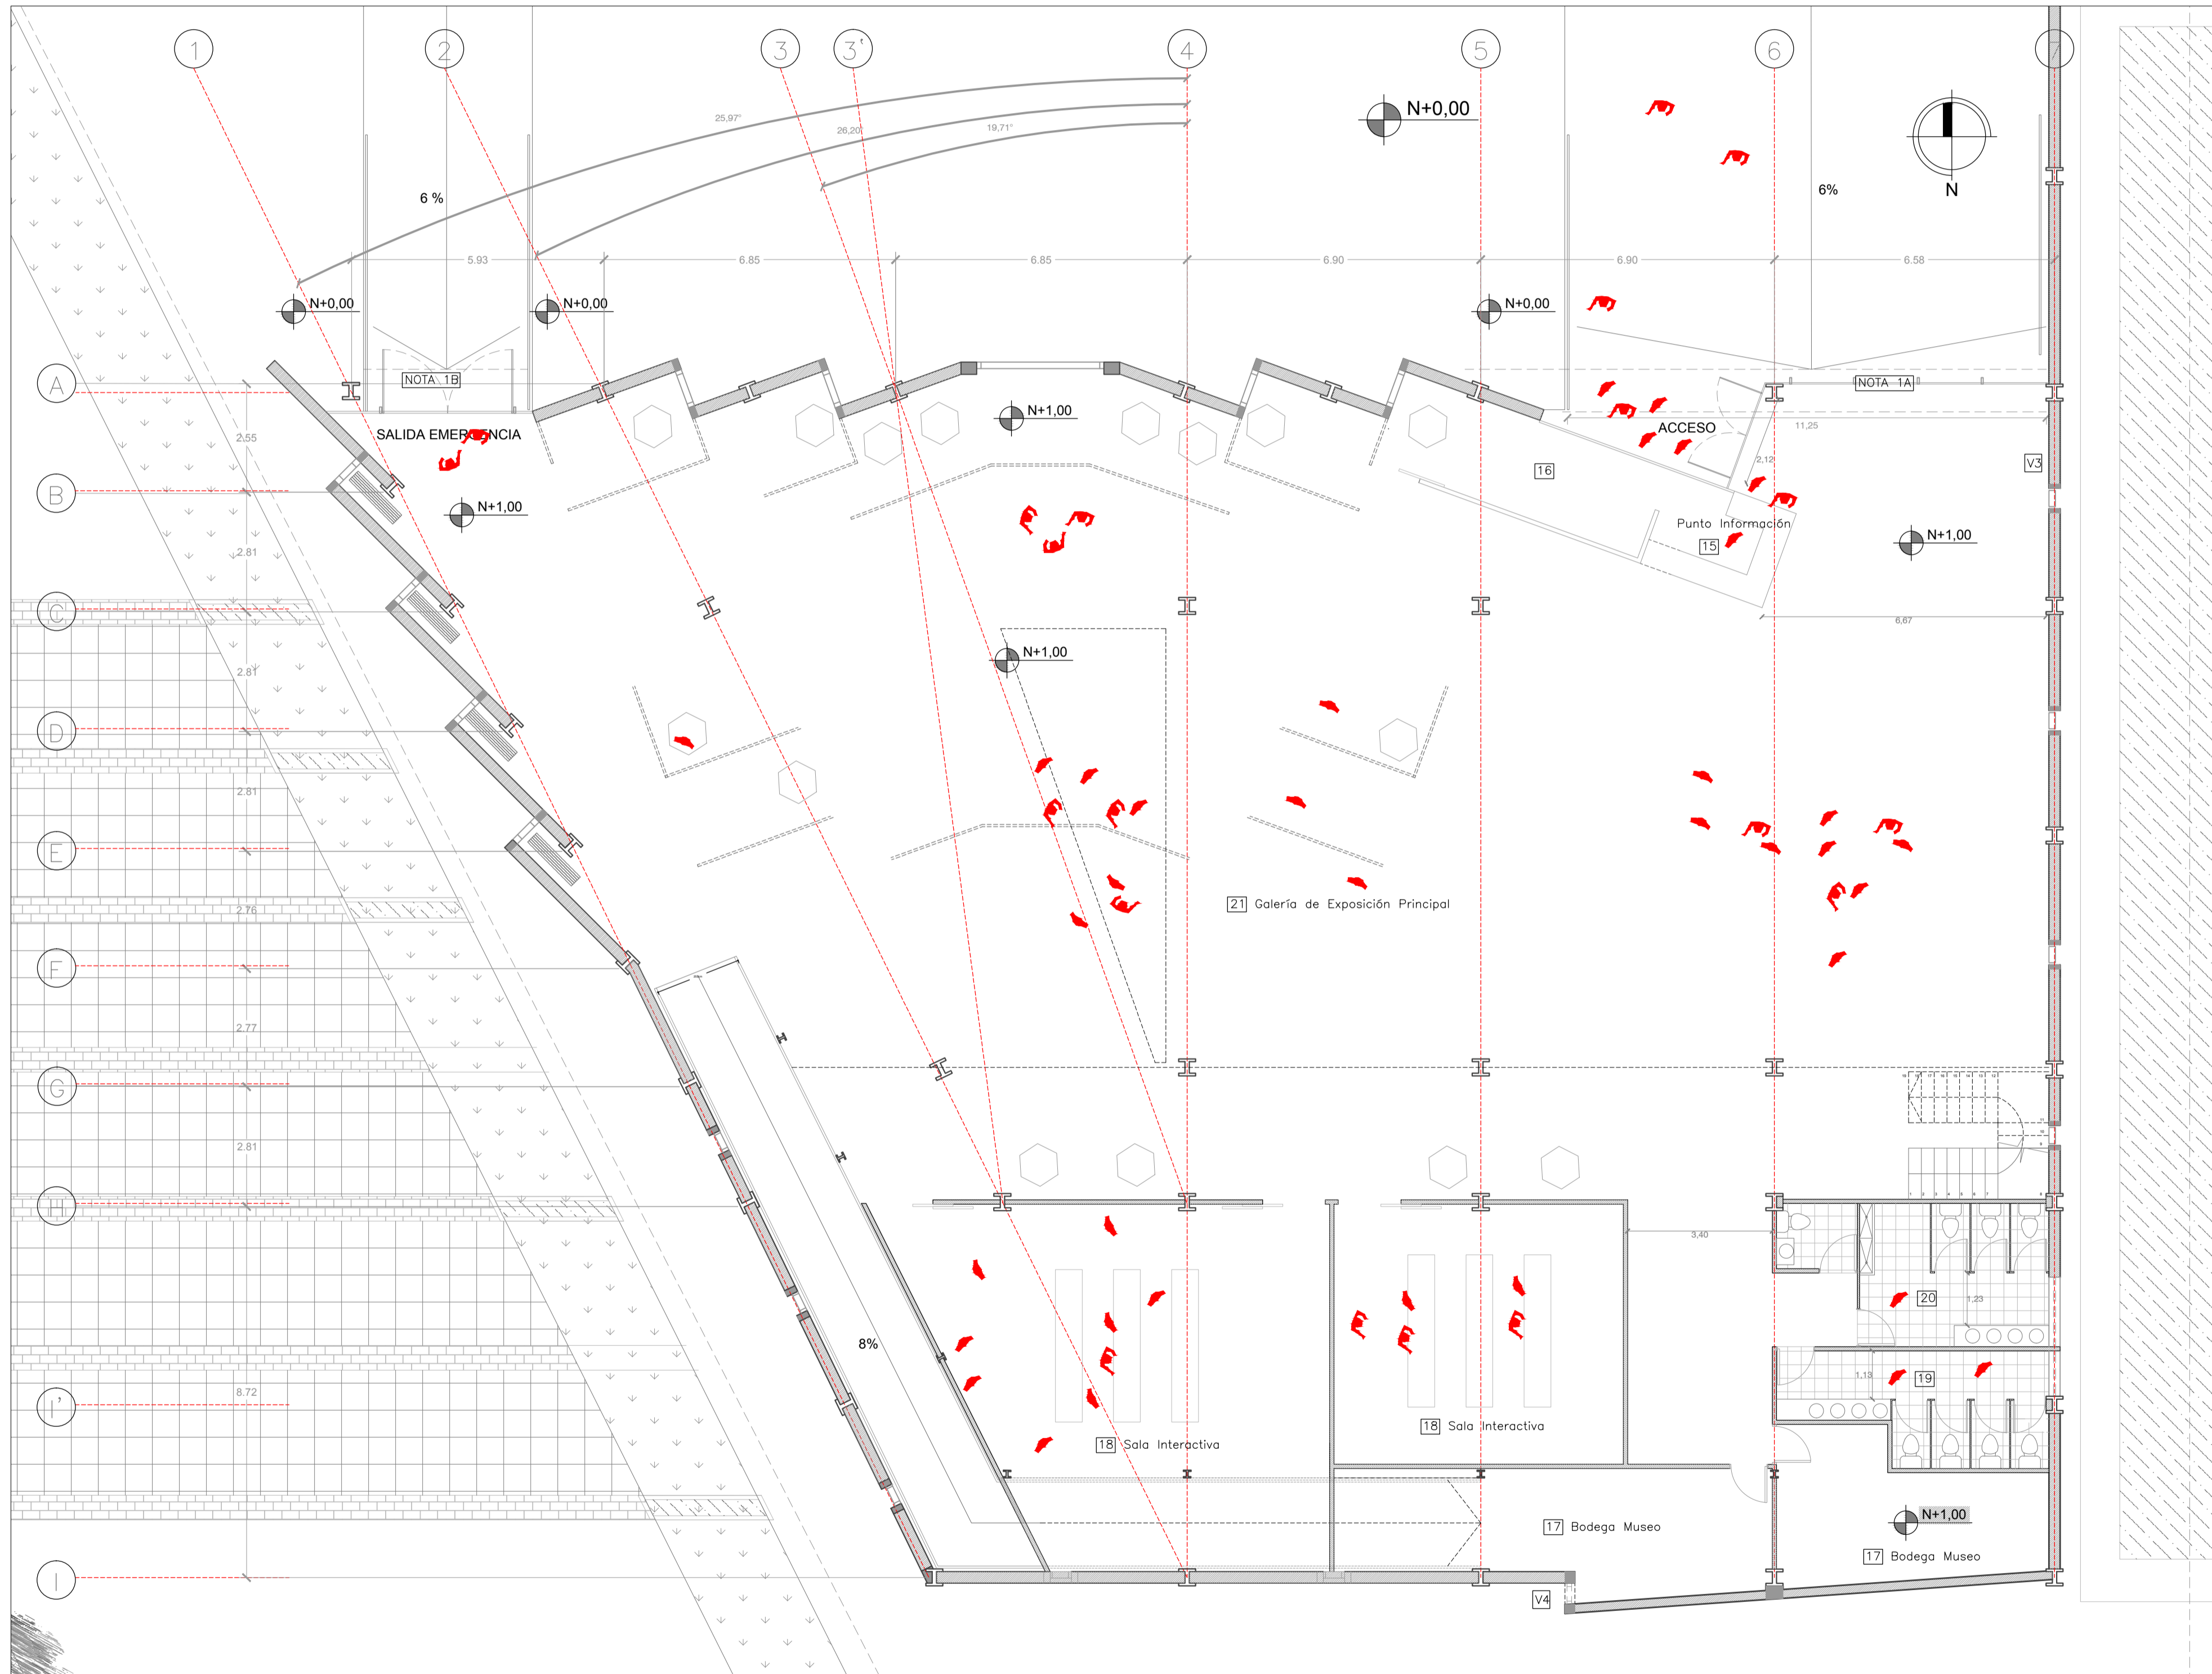 1
2
3
3'
4
5
6
7
25,97°
26,20°
19,71°
N+0,00
N
6 %
6%
5.93
6.85
6.85
6.90
6.90
6.58
N+0,00
N+0,00
N+0,00
A
NOTA 1B
NOTA 1A
SALIDA EMERGENCIA
N+1,00
ACCESO
11,25
2.55
16
2,12
V3
B
N+1,00
Punto Información
15
N+1,00
2.81
C
6,67
N+1,00
2.81
D
2.81
E
2.76
21 Galería de Exposición Principal
F
2.77
G
2.81
H
3,40
20
1,23
8%
8.72
I'
1,13
19
18 Sala Interactiva
18 Sala Interactiva
17 Bodega Museo
N+1,00
17 Bodega Museo
I
V4